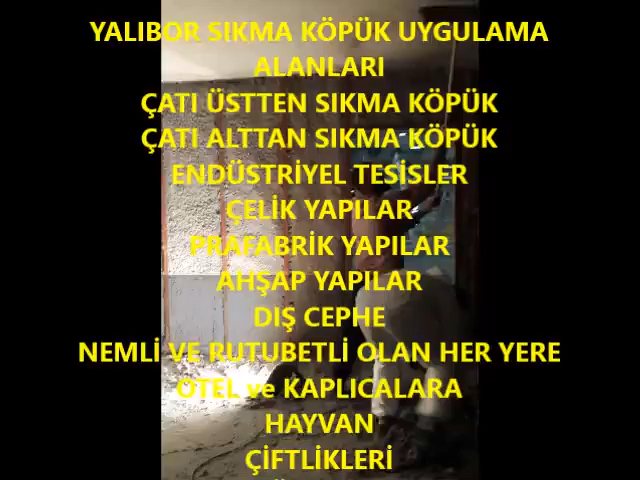 YALIBOR SIKMA KÖPÜK UYGULAMA
ALANLARI
ÇATI ÜSTTEN SIKMA KÖPÜK
ÇATI ALTTAN SIKMA KÖPÜK
ENDÜSTRİYEL TESİSLER
ÇELİK YAPILAR
PRAFABRİK YAPILAR
AHŞAP YAPILAR
DIŞ CEPHE
NEMLİ VE RUTUBETLİ OLAN HER YERE
OTEL ve KAPLICALARA
HAYVAN
ÇİFTLİKLERİ